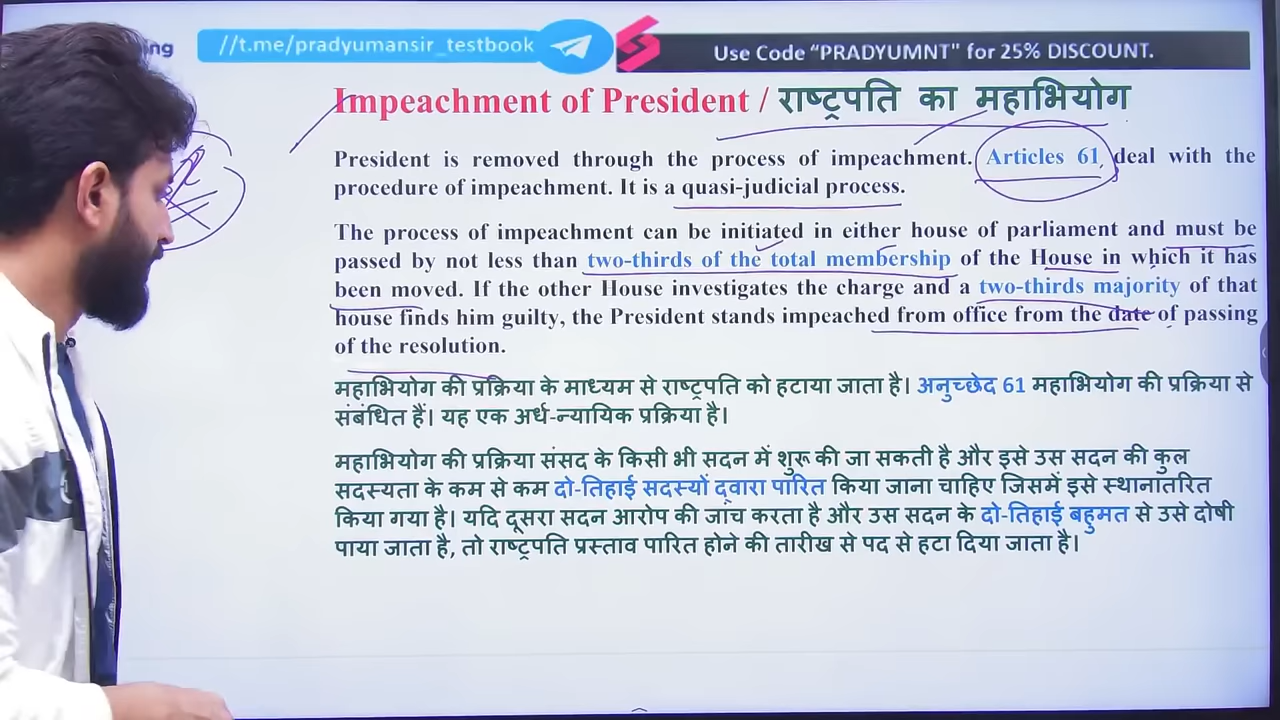 ng
//t.me/pradyumansir_testbook
Use Code “PRADYUMNT" for 25% DISCOUNT.
Impeachment of President / राष्ट्रपति का महाभियोग
President is removed through the process of impeachment. Articles 61, deal with the
procedure of impeachment. It is a quasi-judicial process.
The process of impeachment can be initiated in either house of parliament and must be
passed by not less than two-thirds of the total membership of the House in which it has
been moved. If the other House investigates the charge and a two-thirds majority of that
house finds him guilty, the President stands impeached from office from the date of passing
of the resolution.
महाभियोग की प्रक्रिया के माध्यम से राष्ट्रपति को हटाया जाता है। अनुच्छेद 61 महाभियोग की प्रक्रिया से
संबंधित हैं। यह एक अर्ध-न्यायिक प्रक्रिया है।
महाभियोग की प्रक्रिया संसद के किसी भी सदन में शुरू की जा सकती है और इसे उस सदन की कुल
सदस्यता के कम से कम दो-तिहाई सदस्यों द्वारा पारित किया जाना चाहिए जिसमें इसे स्थानांतरित
किया गया है। यदि दूसरा सदन आरोप की जांच करता है और उस सदन के दो-तिहाई बहुमत से उसे दोषी
पाया जाता है, तो राष्ट्रपति प्रस्ताव पारित होने की तारीख से पद से हटा दिया जाता है।